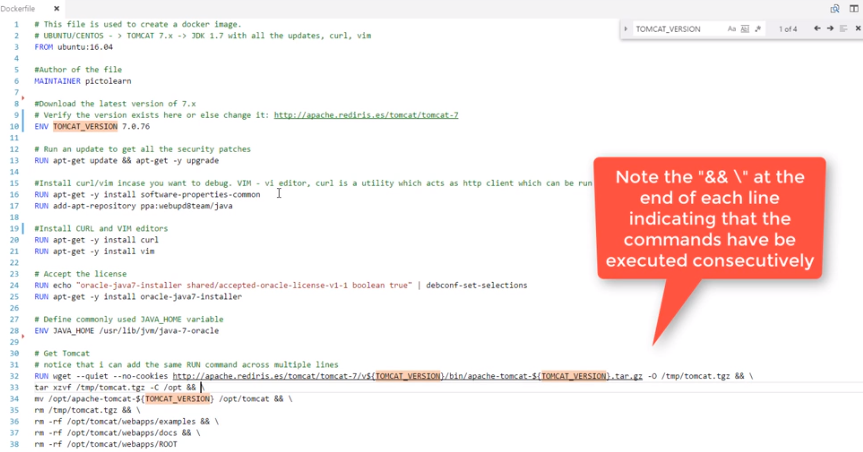 Dockerfile ×
TOMCAT_VERSION Aa Ab| .* 1 of 4
1 # This file is used to create a docker image.
2 # UBUNTU/CENTOS - > TOMCAT 7.x -> JDK 1.7 with all the updates, curl, vim
3 FROM ubuntu:16.04
4
5 #Author of the file
6 MAINTAINER pictolearn
7
8 #Download the latest version of 7.x
9 # Verify the version exists here or else change it: http://apache.rediris.es/tomcat/tomcat-7
10 ENV TOMCAT_VERSION 7.0.76
11
12 # Run an update to get all the security patches
13 RUN apt-get update && apt-get -y upgrade
14
15 #Install curl/vim incase you want to debug. VIM - vi editor, curl is a utility which acts as http client which can be run
16 RUN apt-get -y install software-properties-common
17 RUN add-apt-repository ppa:webupd8team/java
18
19 #Install CURL and VIM editors
20 RUN apt-get -y install curl
21 RUN apt-get -y install vim
22
23 # Accept the license
24 RUN echo "oracle-java7-installer shared/accepted-oracle-license-v1-1 boolean true" | debconf-set-selections
25 RUN apt-get -y install oracle-java7-installer
26
27 # Define commonly used JAVA_HOME variable
28 ENV JAVA_HOME /usr/lib/jvm/java-7-oracle
29
30 # Get Tomcat
31 # notice that i can add the same RUN command across multiple lines
32 RUN wget --quiet --no-cookies http://apache.rediris.es/tomcat/tomcat-7/v${TOMCAT_VERSION}/bin/apache-tomcat-${TOMCAT_VERSION}.tar.gz -O /tmp/tomcat.tgz && \
33 tar xzvf /tmp/tomcat.tgz -C /opt && \
34 mv /opt/apache-tomcat-${TOMCAT_VERSION} /opt/tomcat && \
35 rm /tmp/tomcat.tgz && \
36 rm -rf /opt/tomcat/webapps/examples && \
37 rm -rf /opt/tomcat/webapps/docs && \
38 rm -rf /opt/tomcat/webapps/ROOT
Note the "&& \" at the
end of each line
indicating that the
commands have be
executed consecutively